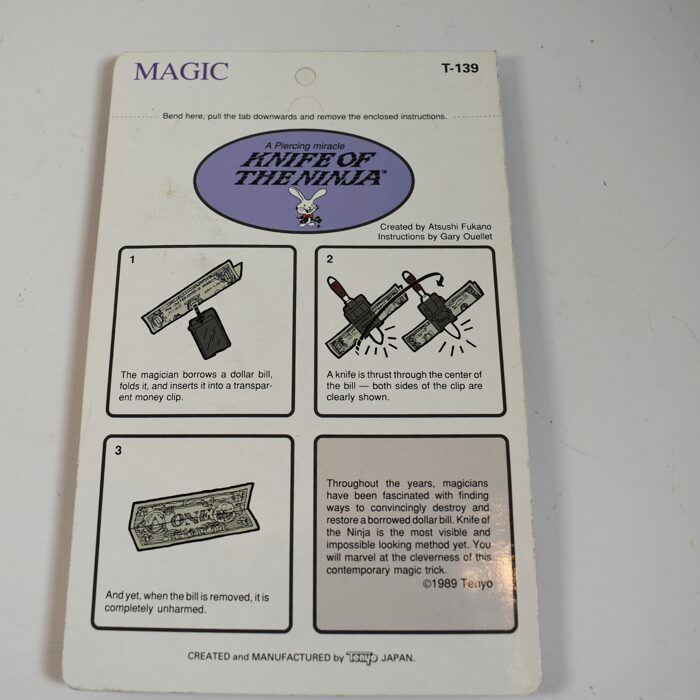 MAGIC
T-139
Bend here, pull the tab downwards and remove the enclosed instructions.
A Piercing miracle
KNIFE OF
THE NINJA™
®
Created by Atsushi Fukano
Instructions by Gary Ouellet
1
The magician borrows a dollar bill,
folds it, and inserts it into a transpar-
ent money clip.
2
A knife is thrust through the center of
the bill — both sides of the clip are
clearly shown.
3
ONE
And yet, when the bill is removed, it is
completely unharmed.
Throughout the years, magicians
have been fascinated with finding
ways to convincingly destroy and
restore a borrowed dollar bill. Knife of
the Ninja is the most visible and
impossible looking method yet. You
will marvel at the cleverness of this
contemporary magic trick.
©1989 Tenyo
CREATED and MANUFACTURED by Tenyo JAPAN.